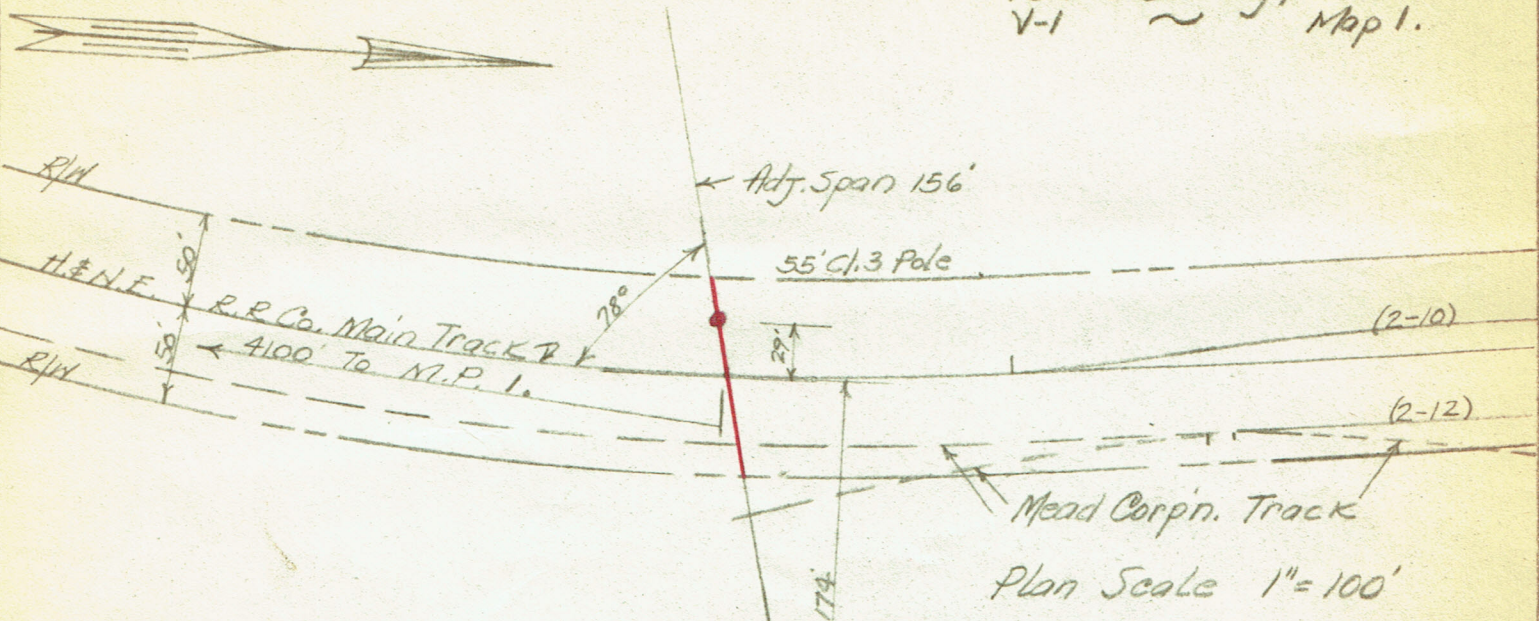 V-1
Map 1.
R/W
Adj. Span 156'
50'
55' Cl.3 Pole
H. & N.E. R.R. Co. Main Track
78°
29'
(2-10)
50'
4100' To M.P. 1.
R/W
(2-12)
Mead Corp'n. Track
174'
Plan Scale 1"= 100'